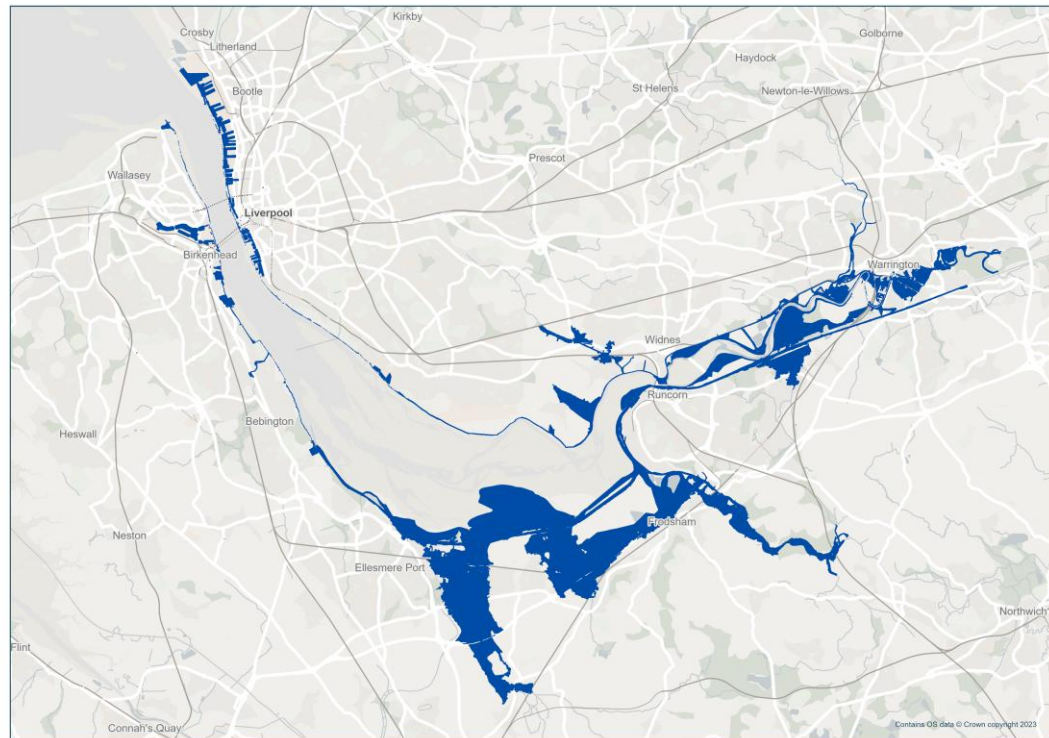 Kirkby
Crosby
Litherland
Golborne
Haydock
Bootle
St Helens
Newton-le-Willows
Prescot
Wallasey
Liverpool
Birkenhead
Warrington
Widnes
Runcorn
Bebington
Heswall
Frodsham
Neston
Ellesmere Port
Northwich
Flint
Connah's Quay
Contains OS data © Crown copyright 2023